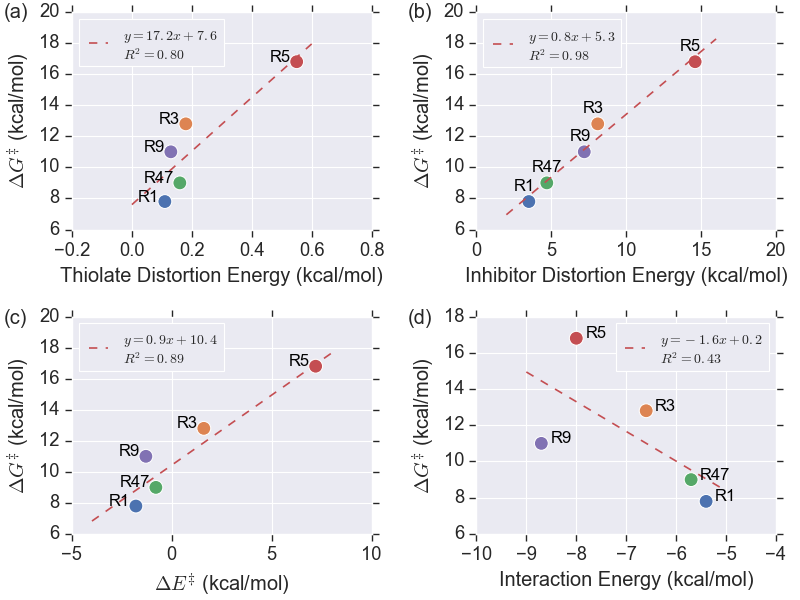 (a)
20
18
16
14
12
10
8
6
ΔG‡ (kcal/mol)
y = 17.2x + 7.6
R² = 0.80
R5
R3
R9
R47
R1
−0.2 0.0 0.2 0.4 0.6 0.8
Thiolate Distortion Energy (kcal/mol)
(b)
20
18
16
14
12
10
8
6
ΔG‡ (kcal/mol)
y = 0.8x + 5.3
R² = 0.98
R5
R3
R9
R47
R1
0 5 10 15 20
Inhibitor Distortion Energy (kcal/mol)
(c)
20
18
16
14
12
10
8
6
ΔG‡ (kcal/mol)
y = 0.9x + 10.4
R² = 0.89
R5
R3
R9
R47
R1
−5 0 5 10
ΔE‡ (kcal/mol)
(d)
18
16
14
12
10
8
6
ΔG‡ (kcal/mol)
y = −1.6x + 0.2
R² = 0.43
R5
R3
R9
R47
R1
−10 −9 −8 −7 −6 −5 −4
Interaction Energy (kcal/mol)